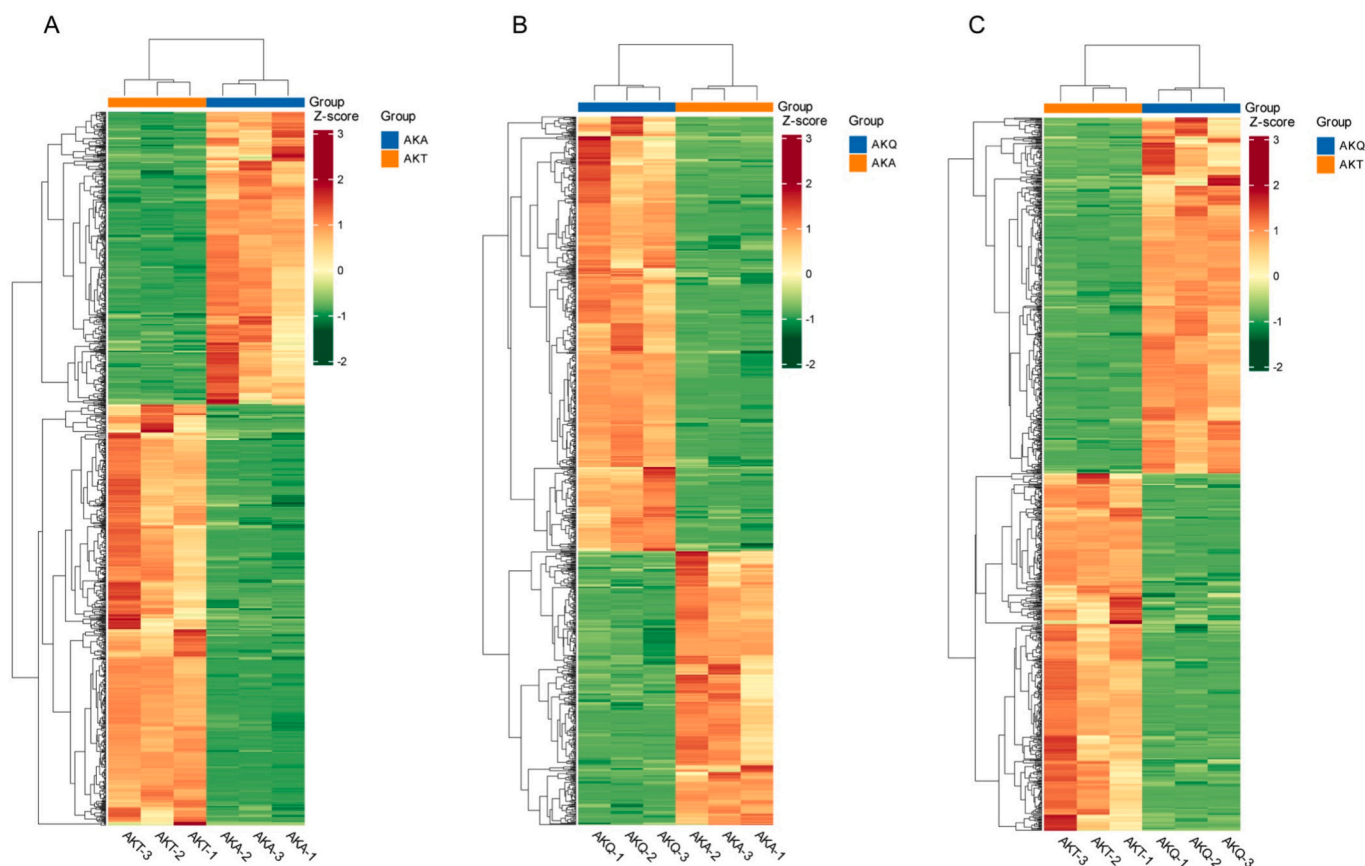 A
B
C
Group
Z-score
3
2
1
0
-1
-2
Group
AKA
AKT
AKT-3
AKT-2
AKT-1
AKA-2
AKA-3
AKA-1
Group
Z-score
3
2
1
0
-1
-2
Group
AKQ
AKA
AKQ-1
AKQ-2
AKQ-3
AKA-2
AKA-3
AKA-1
Group
Z-score
3
2
1
0
-1
-2
Group
AKQ
AKT
AKT-3
AKT-2
AKT-1
AKQ-1
AKQ-2
AKQ-3